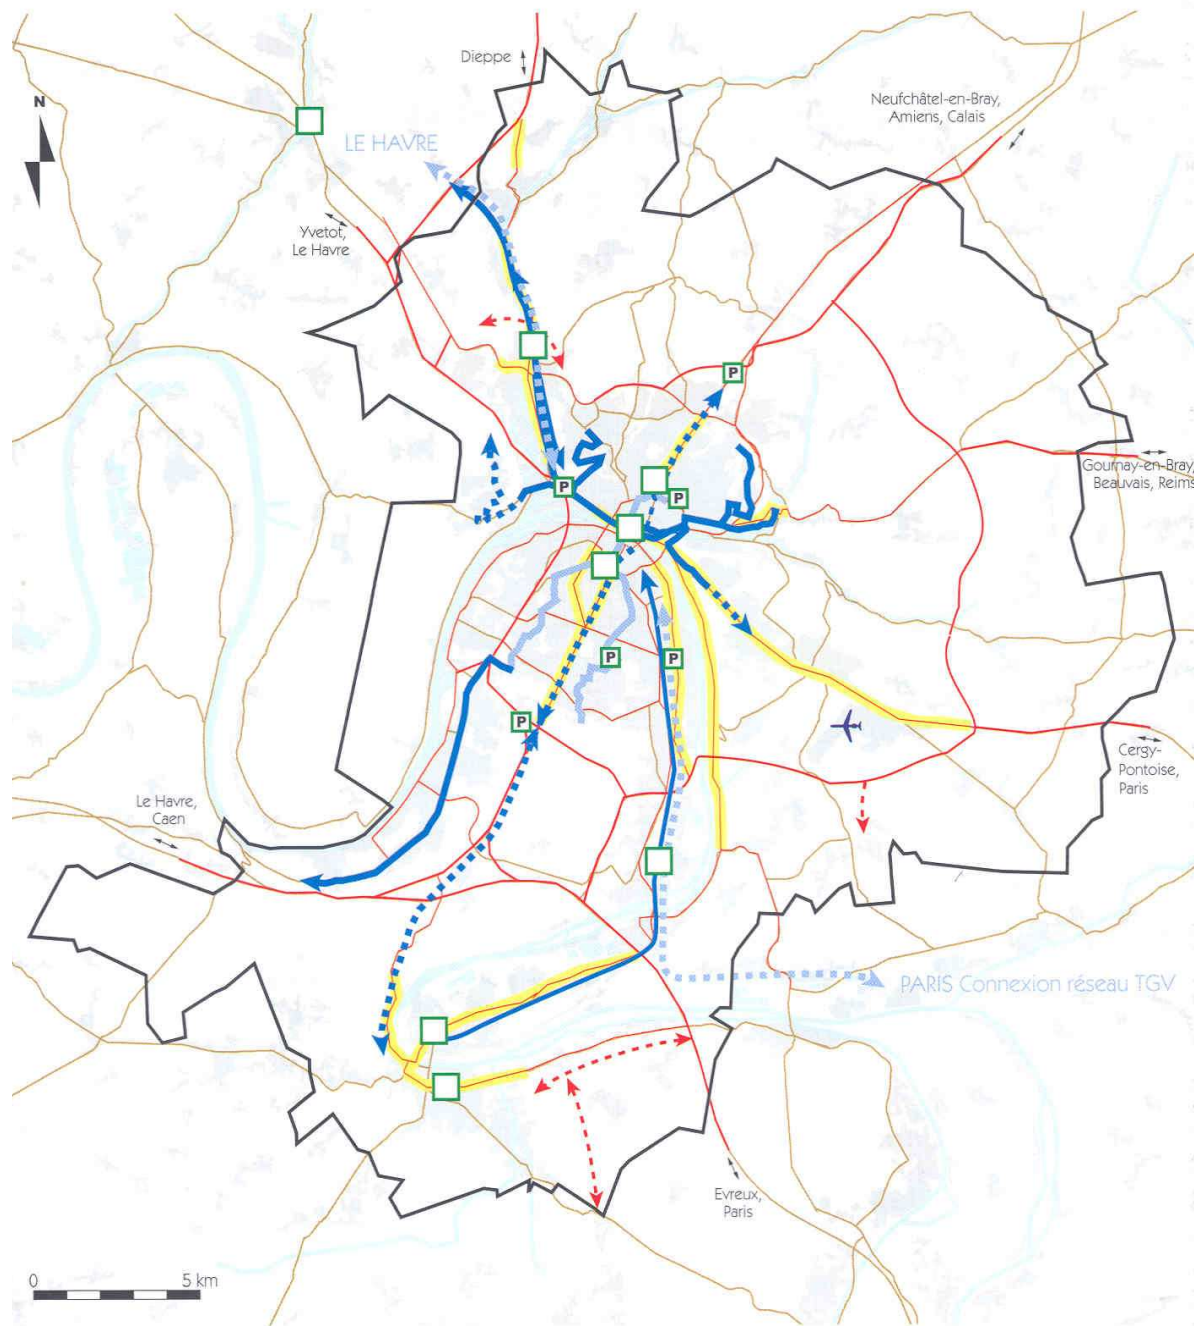 Dieppe
Neufchâtel-en-Bray,
Amiens, Calais
N
LE HAVRE
Yvetot,
Le Havre
P
Gournay-en-Bray,
Beauvais, Reims
P
P
P
P
P
Cergy-
Pontoise,
Paris
Le Havre,
Caen
PARIS Connexion réseau TGV
Evreux,
Paris
0 5 km